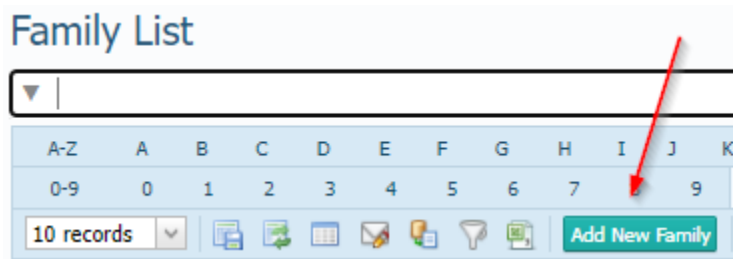 Family List
A-Z A B C D E F G H I J K
0-9 0 1 2 3 4 5 6 7 9
10 records Add New Family